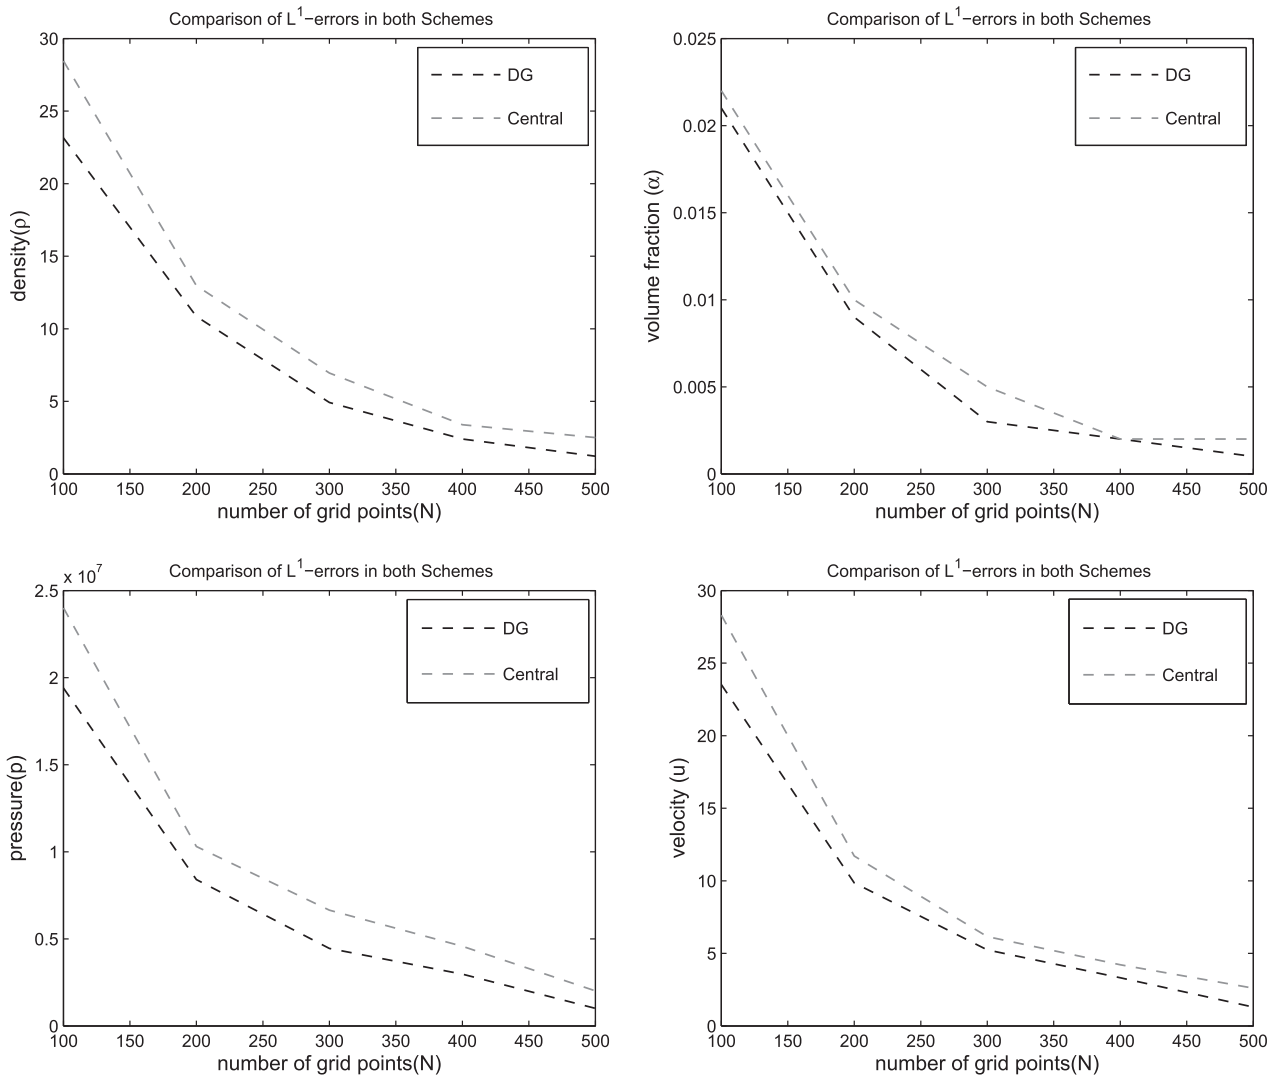 Comparison of L¹−errors in both Schemes
30
25
20
15
10
5
0
density(ρ)
DG
Central
100 150 200 250 300 350 400 450 500
number of grid points(N)
Comparison of L¹−errors in both Schemes
0.025
0.02
0.015
0.01
0.005
0
volume fraction (α)
DG
Central
100 150 200 250 300 350 400 450 500
number of grid points(N)
Comparison of L¹−errors in both Schemes
x 10⁷
2.5
2
1.5
1
0.5
0
pressure(p)
DG
Central
100 150 200 250 300 350 400 450 500
number of grid points(N)
Comparison of L¹−errors in both Schemes
30
25
20
15
10
5
0
velocity (u)
DG
Central
100 150 200 250 300 350 400 450 500
number of grid points(N)